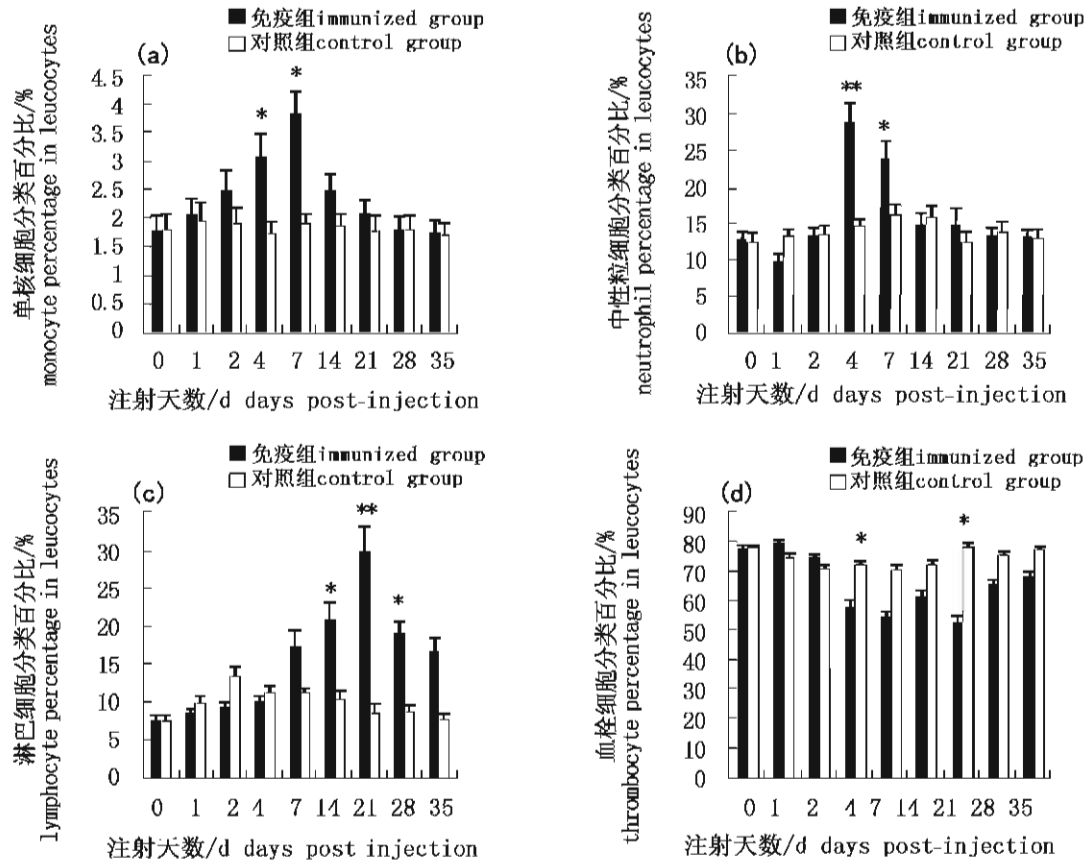 免疫组immunized group
对照组control group
(a)
单核细胞分类百分比/%
monocyte percentage in leucocytes
4.5
4
3.5
3
2.5
2
1.5
1
0.5
0
0 1 2 4 7 14 21 28 35
* *
注射天数/d days post-injection
免疫组immunized group
对照组control group
(b)
中性粒细胞分类百分比/%
neutrophil percentage in leucocytes
35
30
25
20
15
10
5
0
0 1 2 4 7 14 21 28 35
** *
注射天数/d days post-injection
免疫组immunized group
对照组control group
(c)
淋巴细胞分类百分比/%
lymphocyte percentage in leucocytes
35
30
25
20
15
10
5
0
0 1 2 4 7 14 21 28 35
* ** *
注射天数/d days post injection
免疫组immunized group
对照组control group
(d)
血栓细胞分类百分比/%
thrombocyte percentage in leucocytes
90
80
70
60
50
40
30
20
10
0
0 1 2 4 7 14 21 28 35
* *
注射天数/d days post-injection